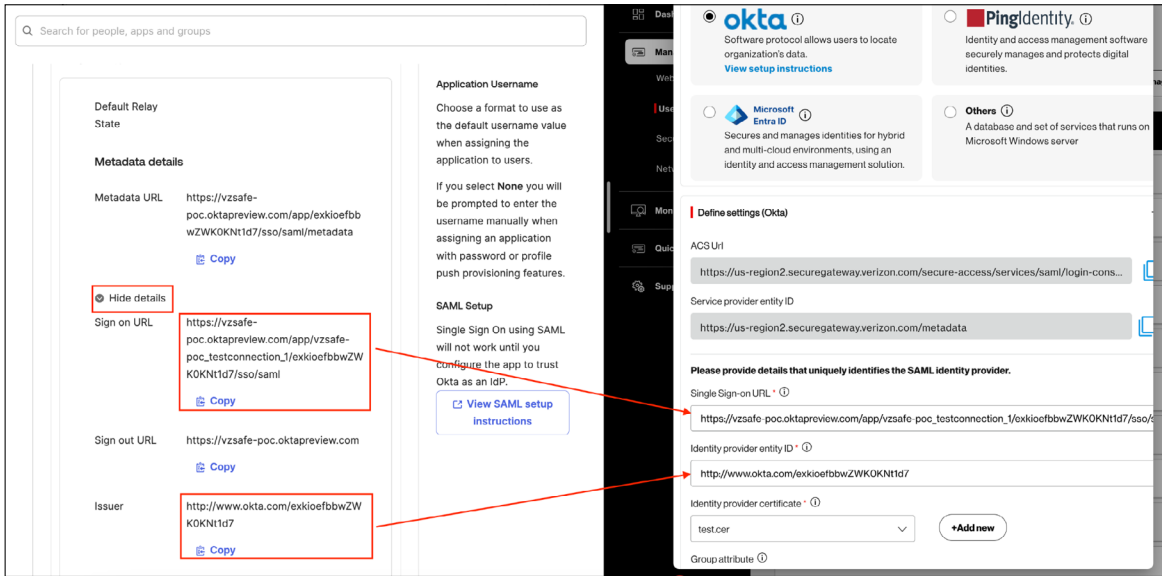 Search for people, apps and groups
Default Relay
State
Metadata details
Metadata URL
https://vzsafe-
poc.oktapreview.com/app/exkioefbb
wZWK0KNt1d7/sso/saml/metadata
Copy
Hide details
Sign on URL
https://vzsafe-
poc.oktapreview.com/app/vzsafe-
poc_testconnection_1/exkioefbbwZW
K0KNt1d7/sso/saml
Copy
Sign out URL
https://vzsafe-poc.oktapreview.com
Copy
Issuer
http://www.okta.com/exkioefbbwZW
K0KNt1d7
Copy
Application Username
Choose a format to use as
the default username value
when assigning the
application to users.
If you select None you will
be prompted to enter the
username manually when
assigning an application
with password or profile
push provisioning features.
SAML Setup
Single Sign On using SAML
will not work until you
configure the app to trust
Okta as an IdP.
View SAML setup
instructions
Das
Man
Web
Use
Sec
Net
Mon
Quic
Supp
okta
Software protocol allows users to locate
organization's data.
View setup instructions
PingIdentity.
Identity and access management software
securely manages and protects digital
identities.
Microsoft
Entra ID
Secures and manages identities for hybrid
and multi-cloud environments, using an
identity and access management solution.
Others
A database and set of services that runs on
Microsoft Windows server
Define settings (Okta)
ACS Url
https://us-region2.securegateway.verizon.com/secure-access/services/saml/login-cons...
Service provider entity ID
https://us-region2.securegateway.verizon.com/metadata
Please provide details that uniquely identifies the SAML identity provider.
Single Sign-on URL *
https://vzsafe-poc.oktapreview.com/app/vzsafe-poc_testconnection_1/exkioefbbwZWK0KNt1d7/sso/s
Identity provider entity ID *
http://www.okta.com/exkioefbbwZWK0KNt1d7
Identity provider certificate *
test.cer
+Add new
Group attribute